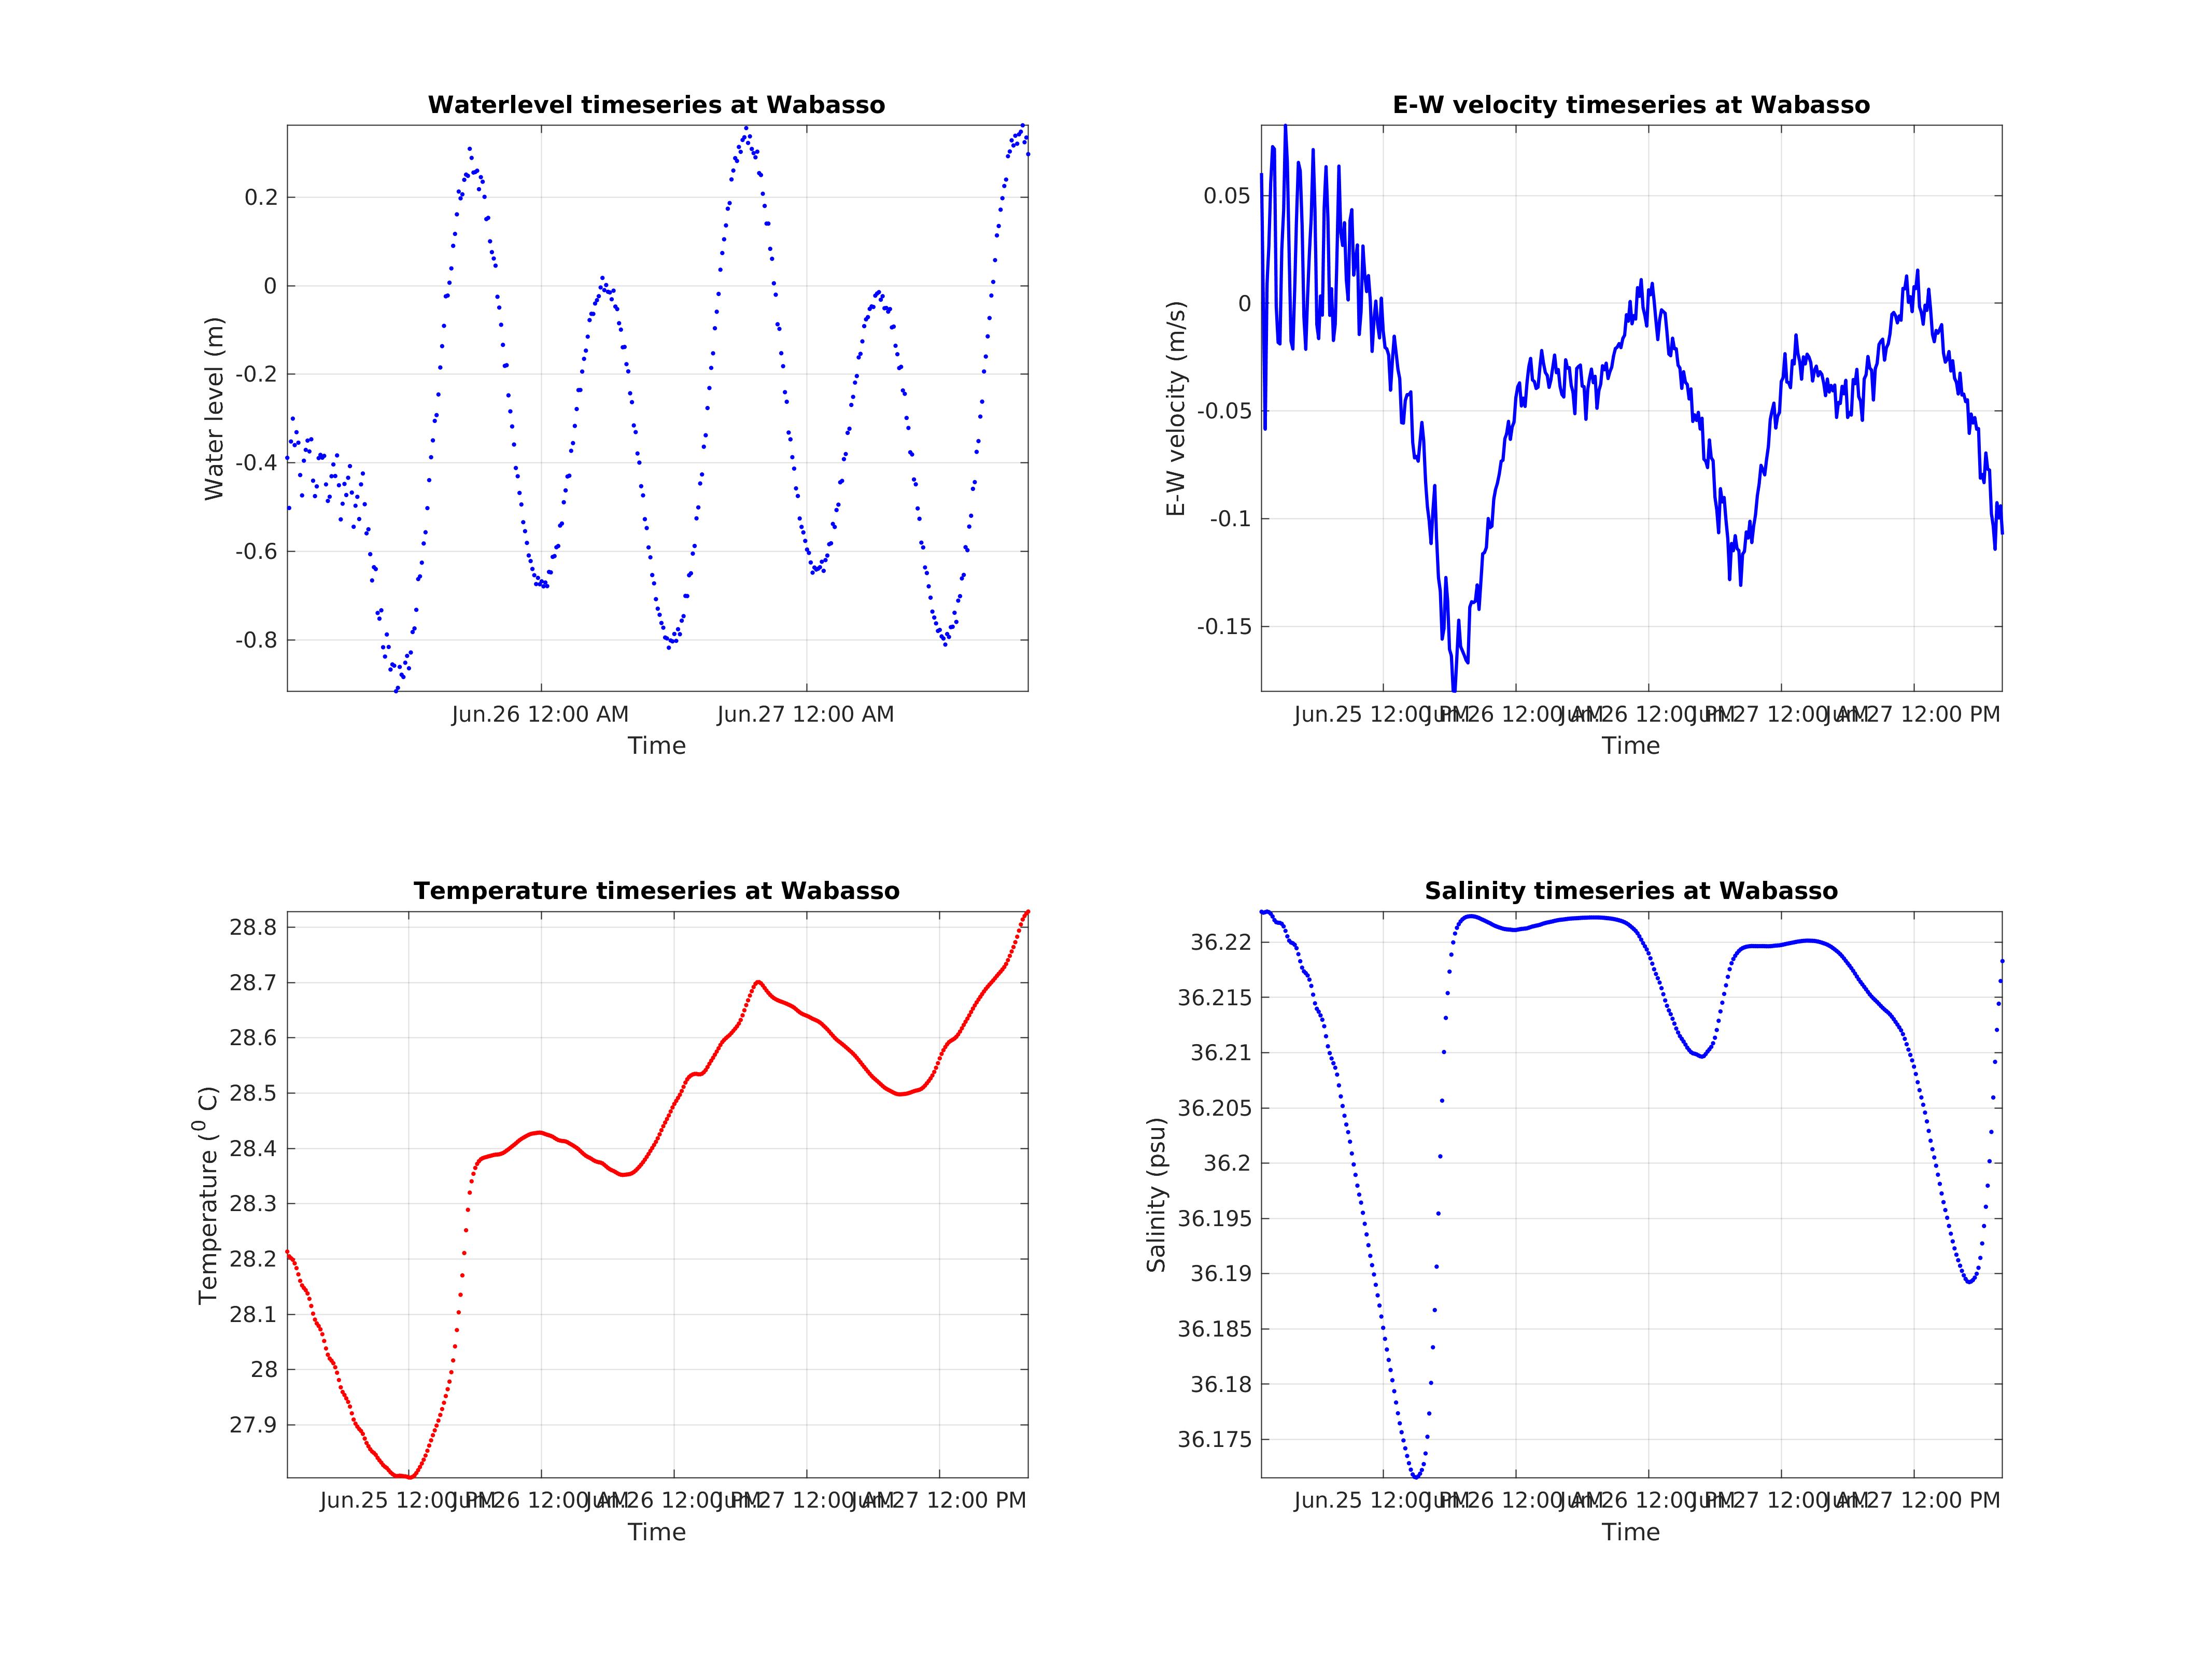 Waterlevel timeseries at Wabasso
0.2
0
-0.2
-0.4
-0.6
-0.8
Water level (m)
Jun.26 12:00 AM
Jun.27 12:00 AM
Time
E-W velocity timeseries at Wabasso
0.05
0
-0.05
-0.1
-0.15
E-W velocity (m/s)
Jun.25 12:00 PM
Jun.26 12:00 AM
Jun.26 12:00 PM
Jun.27 12:00 AM
Jun.27 12:00 PM
Time
Temperature timeseries at Wabasso
28.8
28.7
28.6
28.5
28.4
28.3
28.2
28.1
28
27.9
Temperature (⁰ C)
Jun.25 12:00 PM
Jun.26 12:00 AM
Jun.26 12:00 PM
Jun.27 12:00 AM
Jun.27 12:00 PM
Time
Salinity timeseries at Wabasso
36.22
36.215
36.21
36.205
36.2
36.195
36.19
36.185
36.18
36.175
Salinity (psu)
Jun.25 12:00 PM
Jun.26 12:00 AM
Jun.26 12:00 PM
Jun.27 12:00 AM
Jun.27 12:00 PM
Time